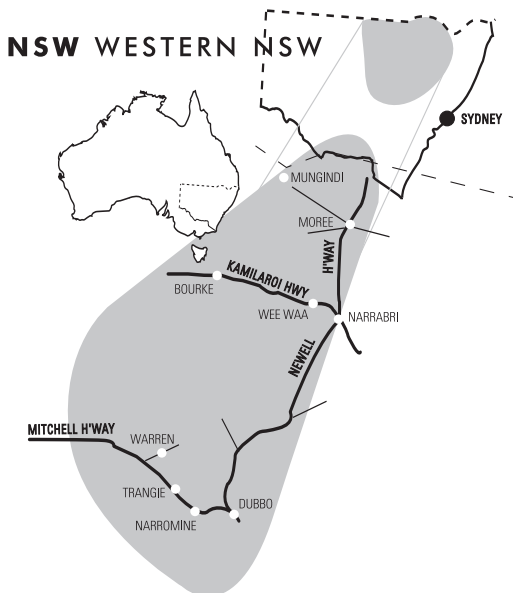 NSW WESTERN NSW
SYDNEY
MUNGINDI
MOREE
H'WAY
KAMILAROI HWY
BOURKE
WEE WAA
NARRABRI
NEWELL
MITCHELL H'WAY
WARREN
TRANGIE
DUBBO
NARROMINE